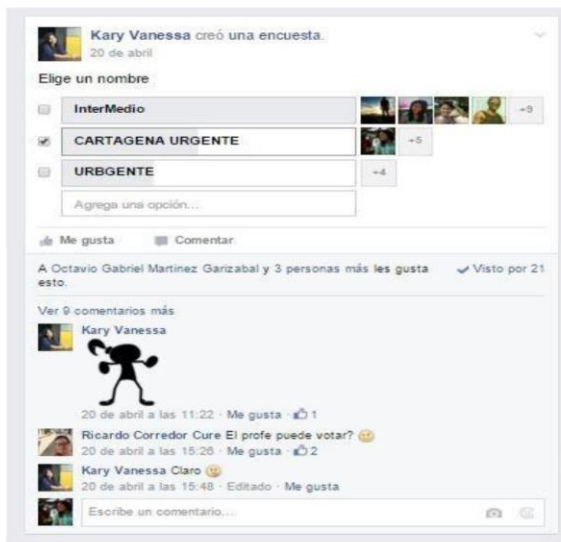 Kary Vanessa creó una encuesta.
20 de abril
Elige un nombre
InterMedio
+9
CARTAGENA URGENTE
+5
URBGENTE
+4
Agrega una opción...
Me gusta Comentar
A Octavio Gabriel Martinez Garizabal y 3 personas más les gusta esto.
Visto por 21
Ver 9 comentarios más
Kary Vanessa
20 de abril a las 11:22 · Me gusta · 1
Ricardo Corredor Cure El profe puede votar?
20 de abril a las 15:26 · Me gusta · 2
Kary Vanessa Claro
20 de abril a las 15:48 · Editado · Me gusta
Escribe un comentario...